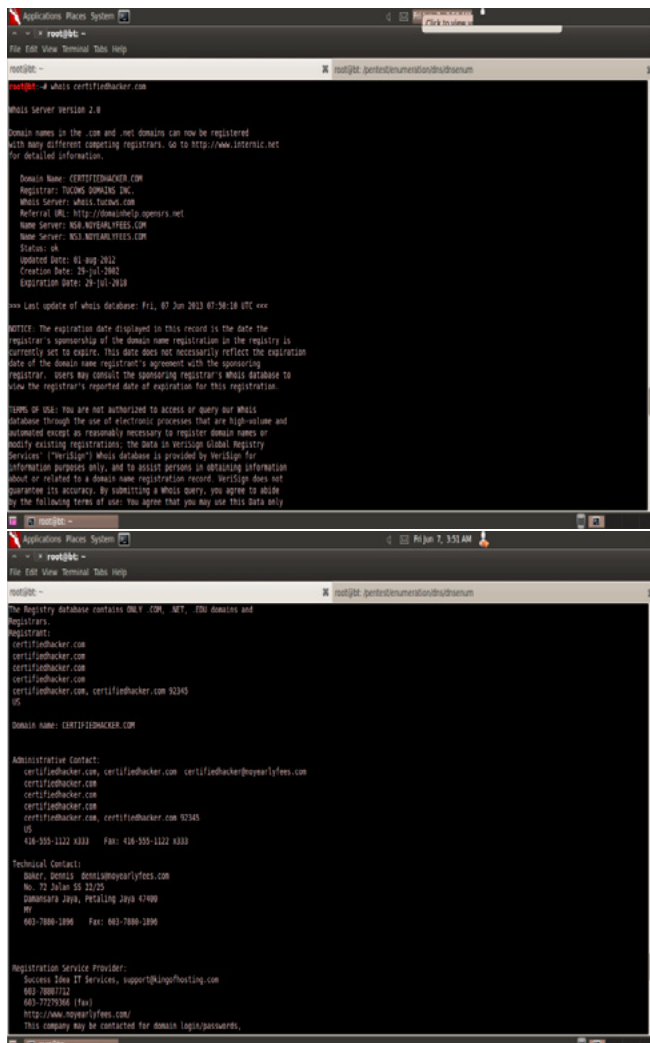 Applications Places System
Click to view
root@bt: ~
File Edit View Terminal Tabs Help
root@bt: ~
root@bt: /pentest/enumeration/dns/dnsenum
root@bt:~# whois certifiedhacker.com
Whois Server Version 2.0
Domain names in the .com and .net domains can now be registered
with many different competing registrars. Go to http://www.internic.net
for detailed information.
Domain Name: CERTIFIEDHACKER.COM
Registrar: TUCOWS DOMAINS INC.
Whois Server: whois.tucows.com
Referral URL: http://domainhelp.opensrs.net
Name Server: NS0.NOYEARLYFEES.COM
Name Server: NS3.NOYEARLYFEES.COM
Status: ok
Updated Date: 01-aug-2012
Creation Date: 29-jul-2002
Expiration Date: 29-jul-2018
>>> Last update of whois database: Fri, 07 Jun 2013 07:50:10 UTC <<<
NOTICE: The expiration date displayed in this record is the date the
registrar's sponsorship of the domain name registration in the registry is
currently set to expire. This date does not necessarily reflect the expiration
date of the domain name registrant's agreement with the sponsoring
registrar. Users may consult the sponsoring registrar's Whois database to
view the registrar's reported date of expiration for this registration.
TERMS OF USE: You are not authorized to access or query our Whois
database through the use of electronic processes that are high-volume and
automated except as reasonably necessary to register domain names or
modify existing registrations; the Data in VeriSign Global Registry
Services' ("VeriSign") Whois database is provided by VeriSign for
information purposes only, and to assist persons in obtaining information
about or related to a domain name registration record. VeriSign does not
guarantee its accuracy. By submitting a Whois query, you agree to abide
by the following terms of use: You agree that you may use this Data only
root@bt: ~
Applications Places System
Fri Jun 7, 3:51 AM
root@bt: ~
File Edit View Terminal Tabs Help
root@bt: ~
root@bt: /pentest/enumeration/dns/dnsenum
The Registry database contains ONLY .COM, .NET, .EDU domains and
Registrars.
Registrant:
certifiedhacker.com
certifiedhacker.com
certifiedhacker.com
certifiedhacker.com
certifiedhacker.com, certifiedhacker.com 92345
US
Domain name: CERTIFIEDHACKER.COM
Administrative Contact:
certifiedhacker.com, certifiedhacker.com certifiedhacker@noyearlyfees.com
certifiedhacker.com
certifiedhacker.com
certifiedhacker.com
certifiedhacker.com, certifiedhacker.com 92345
US
416-555-1122 x333 Fax: 416-555-1122 x333
Technical Contact:
Baker, Dennis dennis@noyearlyfees.com
No. 72 Jalan SS 22/25
Damansara Jaya, Petaling Jaya 47400
MY
603-7880-1896 Fax: 603-7880-1896
Registration Service Provider:
Success Idea IT Services, support@kingofhosting.com
603-78807712
603-77279366 (fax)
http://www.noyearlyfees.com/
This company may be contacted for domain login/passwords,